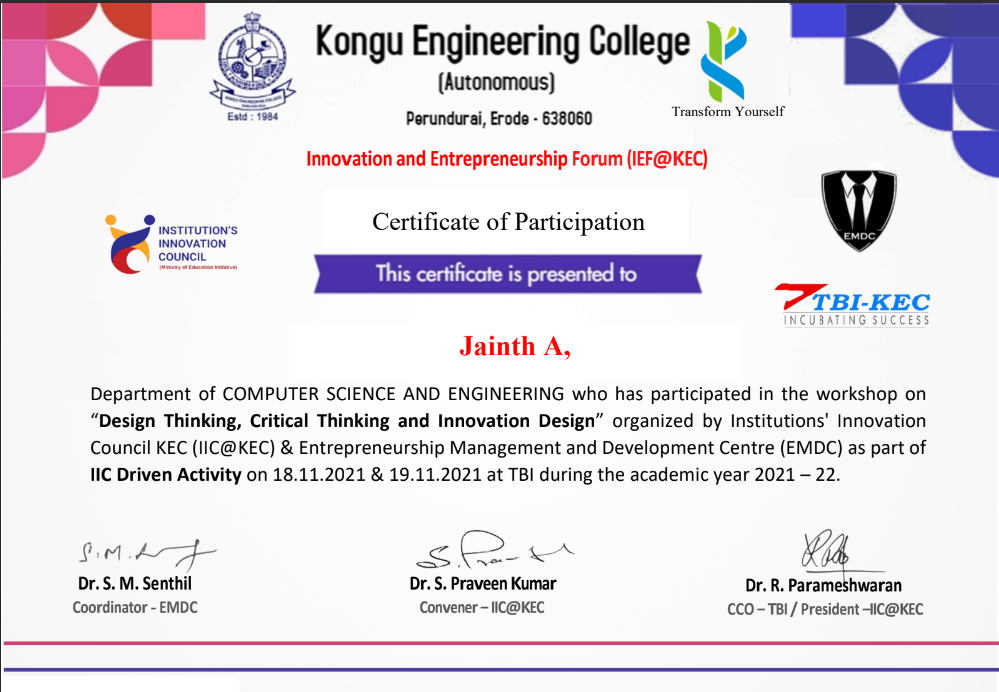 Kongu Engineering College
(Autonomous)
Perundurai, Erode - 638060
Estd : 1984
Transform Yourself
Innovation and Entrepreneurship Forum (IEF@KEC)
INSTITUTION'S
INNOVATION
COUNCIL
(Ministry of Education Initiative)
Certificate of Participation
This certificate is presented to
EMDC
TBI-KEC
INCUBATING SUCCESS
Jainth A,
Department of COMPUTER SCIENCE AND ENGINEERING who has participated in the workshop on
“Design Thinking, Critical Thinking and Innovation Design” organized by Institutions' Innovation
Council KEC (IIC@KEC) & Entrepreneurship Management and Development Centre (EMDC) as part of
IIC Driven Activity on 18.11.2021 & 19.11.2021 at TBI during the academic year 2021 – 22.
Dr. S. M. Senthil
Coordinator - EMDC
Dr. S. Praveen Kumar
Convener – IIC@KEC
Dr. R. Parameshwaran
CCO – TBI / President –IIC@KEC